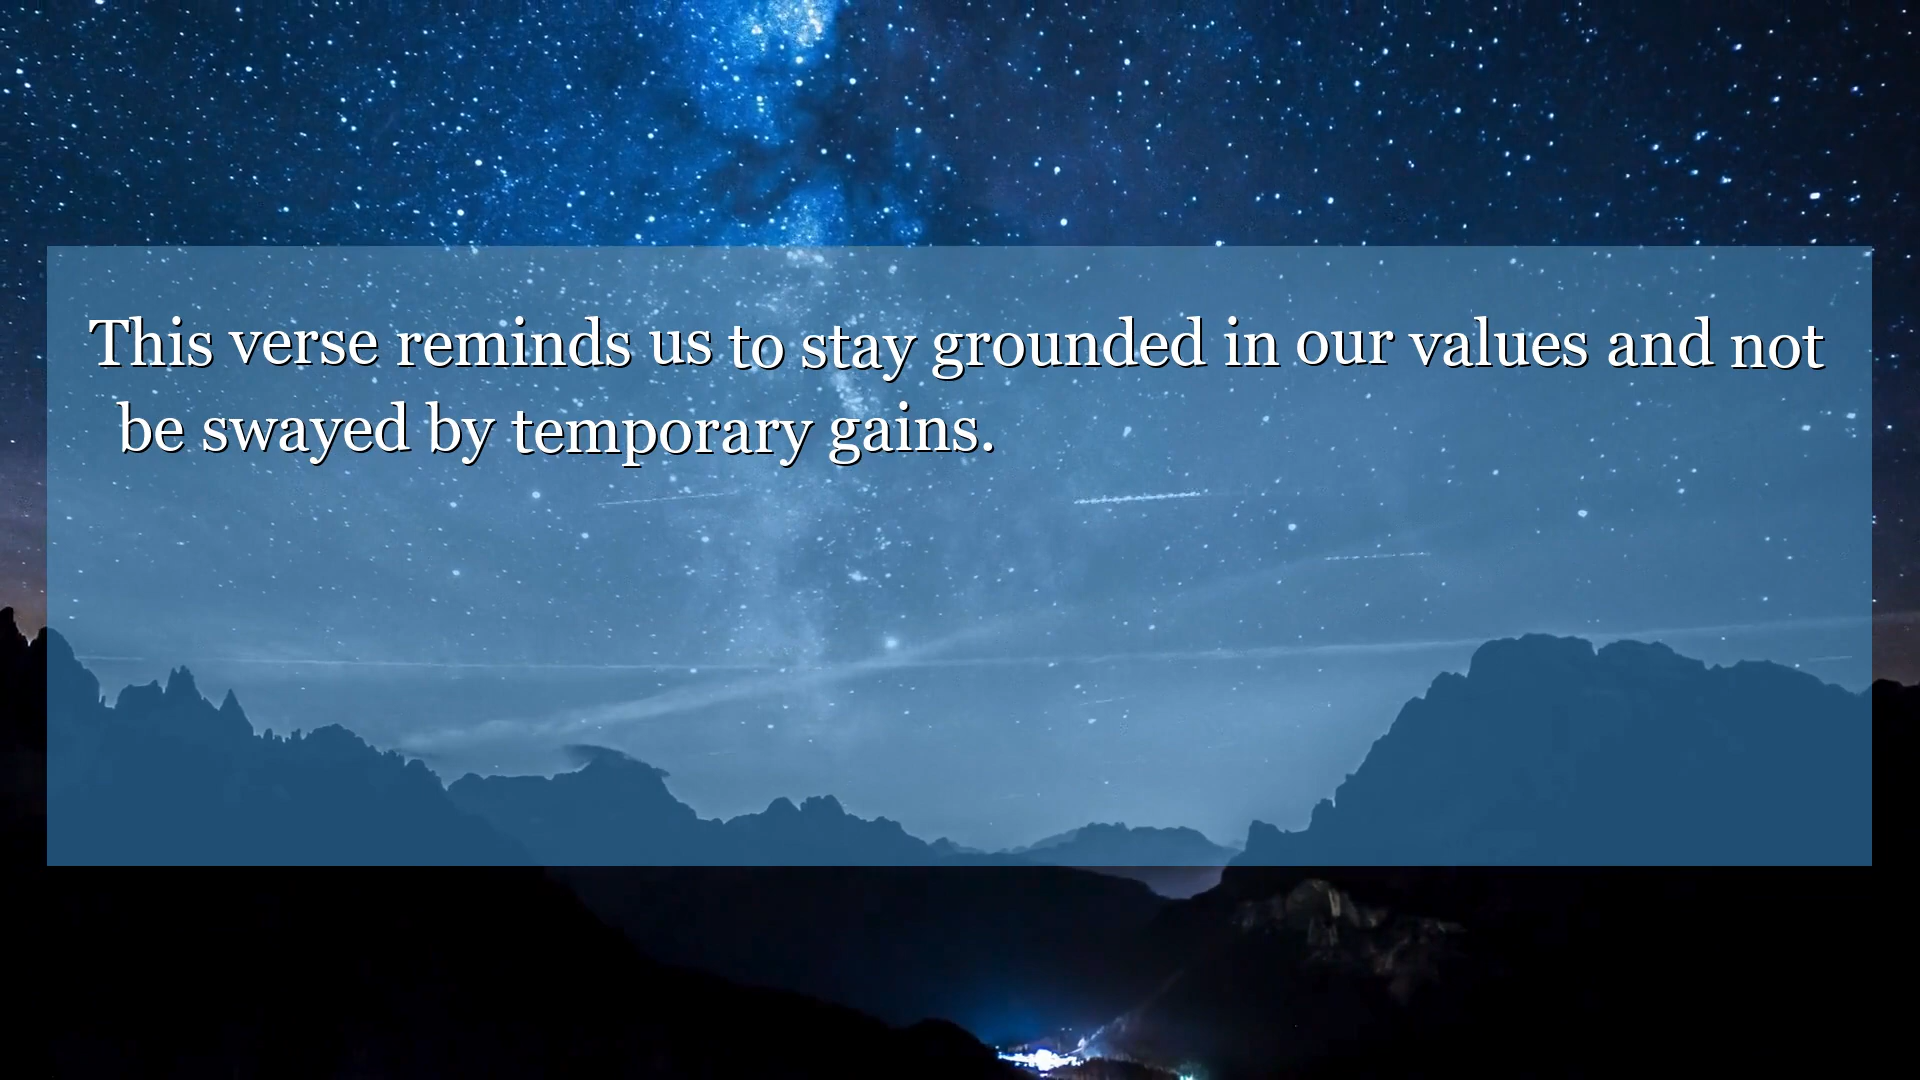 This verse reminds us to stay grounded in our values and not
be swayed by temporary gains.